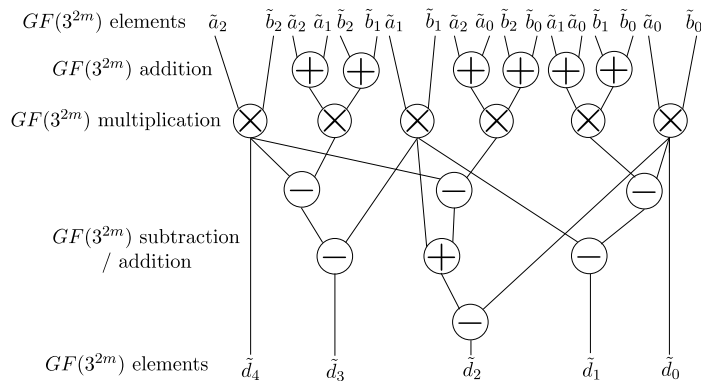 GF(3^{2m}) elements ã₂ b̃₂ ã₂ ã₁ b̃₂ b̃₁ ã₁ b̃₁ ã₂ ã₀ b̃₂ b̃₀ ã₁ ã₀ b̃₁ b̃₀ ã₀ b̃₀
GF(3^{2m}) addition + + + + + +
GF(3^{2m}) multiplication × × × × × ×
− − −
GF(3^{2m}) subtraction
/ addition − + −
−
GF(3^{2m}) elements d̃₄ d̃₃ d̃₂ d̃₁ d̃₀